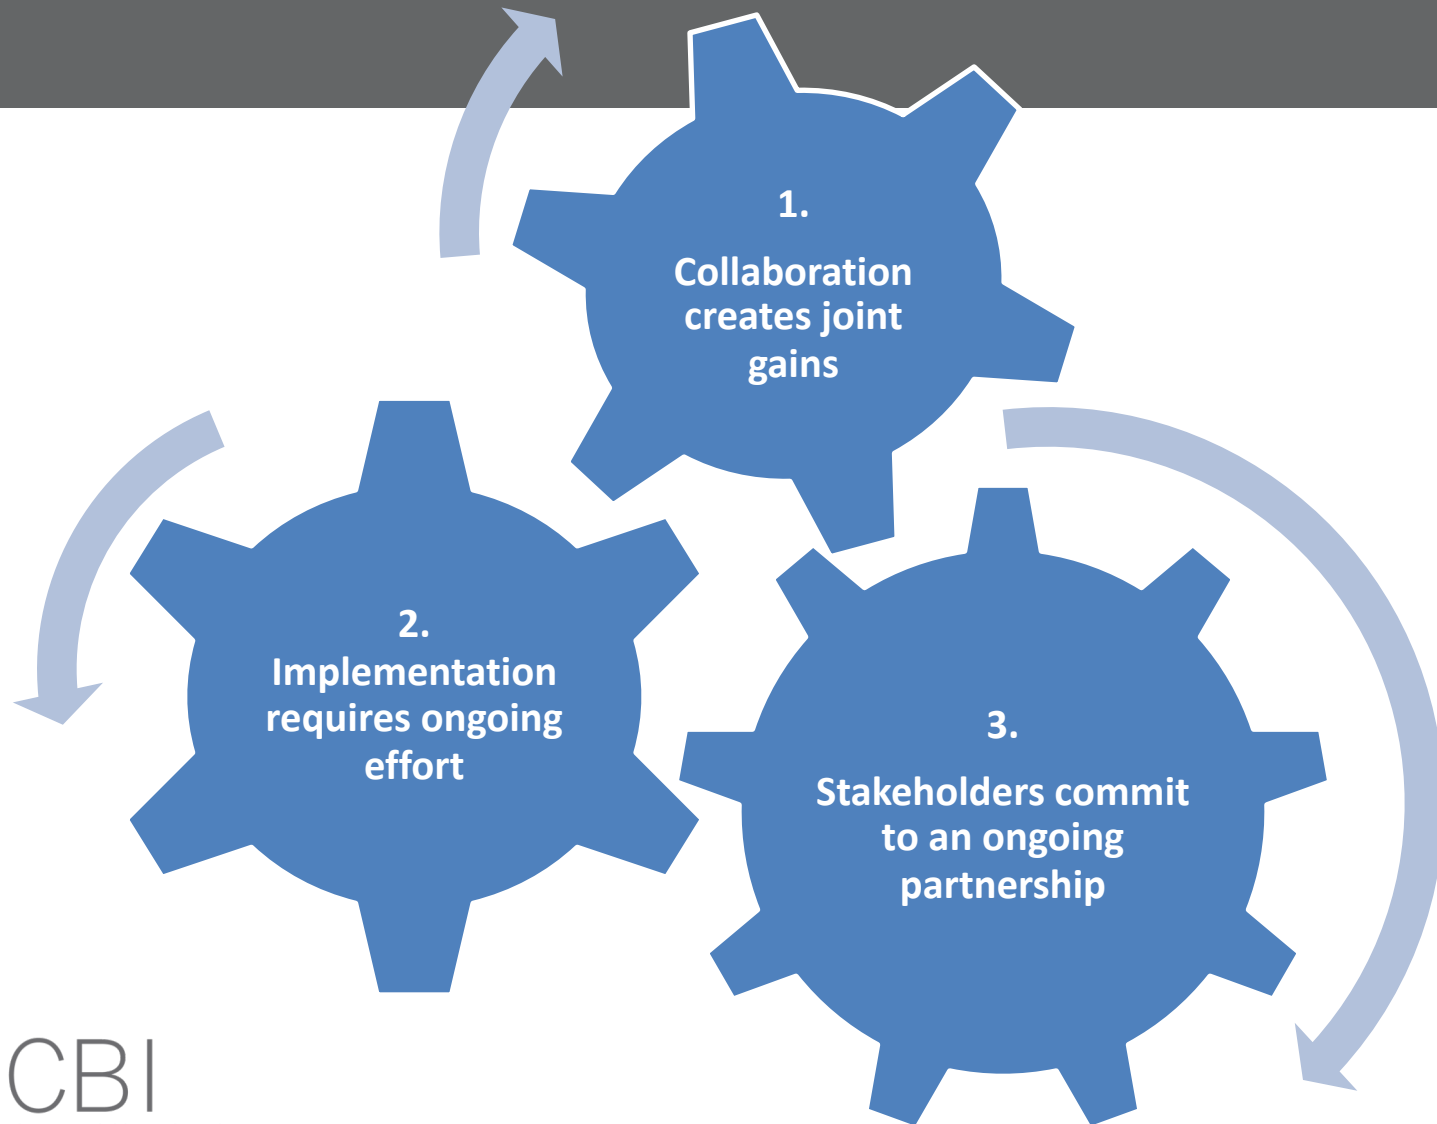 1.
Collaboration
creates joint
gains
2.
Implementation
requires ongoing
effort
3.
Stakeholders commit
to an ongoing
partnership
CBI